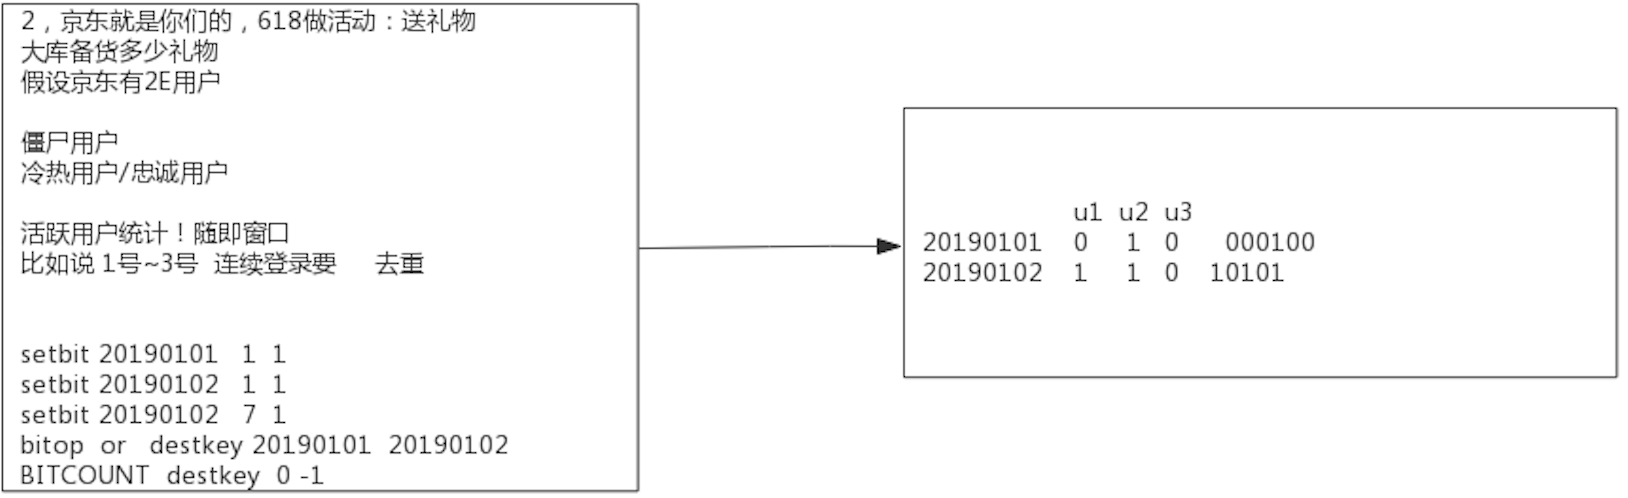 2，京东就是你们的，618做活动：送礼物
大库备货多少礼物
假设京东有2E用户
僵尸用户
冷热用户/忠诚用户
活跃用户统计！随即窗口
比如说 1号~3号 连续登录要 去重
setbit 20190101 1 1
setbit 20190102 1 1
setbit 20190102 7 1
bitop or destkey 20190101 20190102
BITCOUNT destkey 0 -1
u1 u2 u3
20190101 0 1 0 000100
20190102 1 1 0 10101